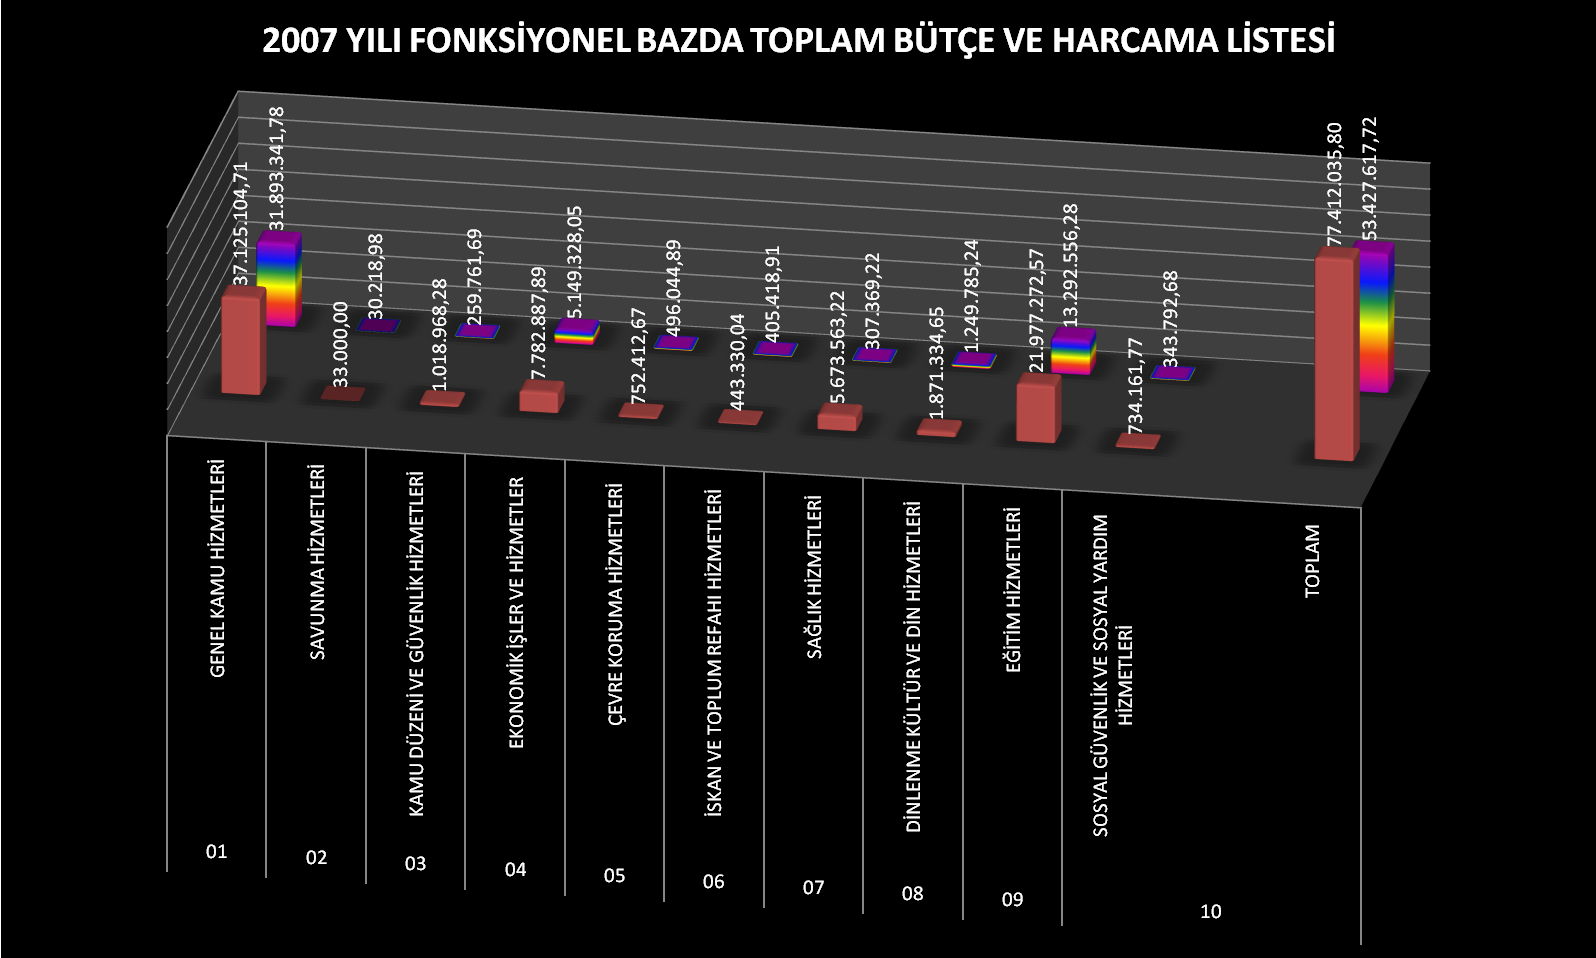 2007 YILI FONKSİYONEL BAZDA TOPLAM BÜTÇE VE HARCAMA LİSTESİ
37.125.104,71
31.893.341,78
33.000,00
30.218,98
1.018.968,28
259.761,69
7.782.887,89
5.149.328,05
752.412,67
496.044,89
443.330,04
405.418,91
5.673.563,22
307.369,22
1.871.334,65
1.249.785,24
21.977.272,57
13.292.556,28
734.161,77
343.792,68
77.412.035,80
53.427.617,72
GENEL KAMU HİZMETLERİ
SAVUNMA HİZMETLERİ
KAMU DÜZENİ VE GÜVENLİK HİZMETLERİ
EKONOMİK İŞLER VE HİZMETLER
ÇEVRE KORUMA HİZMETLERİ
İSKAN VE TOPLUM REFAHI HİZMETLERİ
SAĞLIK HİZMETLERİ
DİNLENME KÜLTÜR VE DİN HİZMETLERİ
EĞİTİM HİZMETLERİ
SOSYAL GÜVENLİK VE SOSYAL YARDIM
HİZMETLERİ
TOPLAM
01
02
03
04
05
06
07
08
09
10